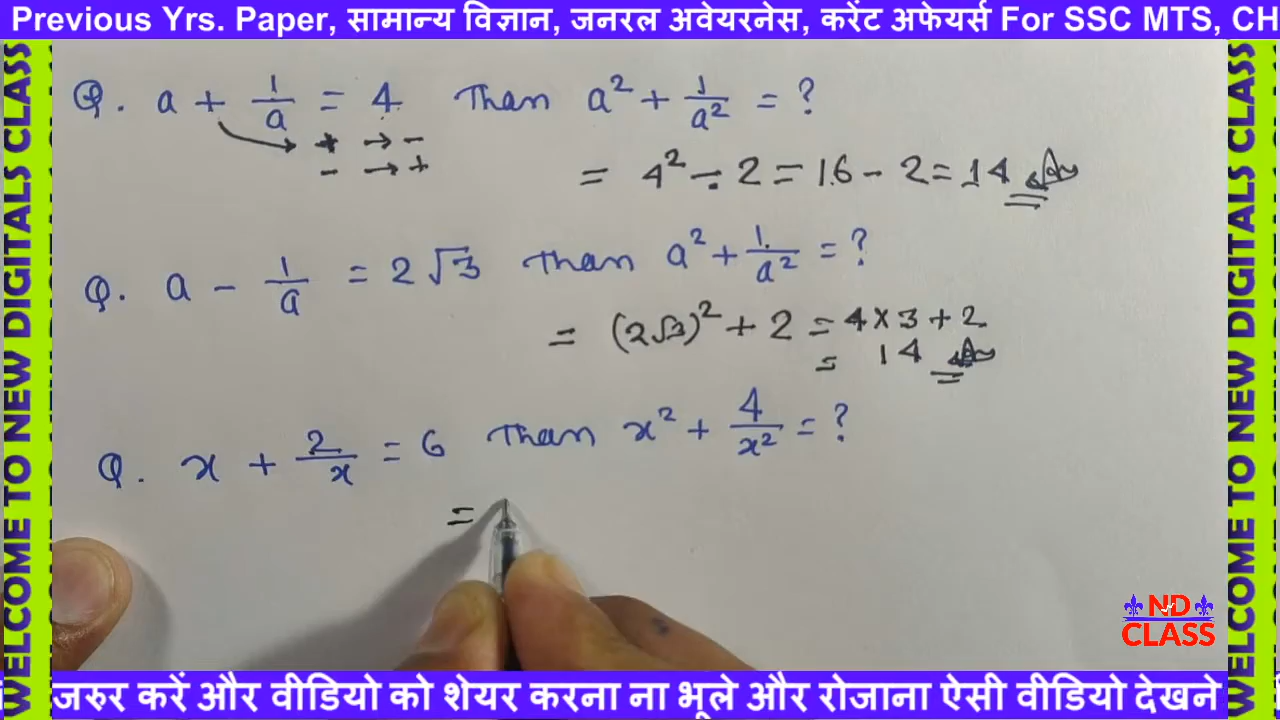 Previous Yrs. Paper, सामान्य विज्ञान, जनरल अवेयरनेस, करेंट अफेयर्स For SSC MTS, CH
WELCOME TO NEW DIGITALS CLASS
Q. a + 1/a = 4 Than a² + 1/a² = ?
+ → -
- → +
= 4² - 2 = 16 - 2 = 14 Ans
Q. a - 1/a = 2√3 Than a² + 1/a² = ?
= (2√3)² + 2 = 4 × 3 + 2
= 14 Ans
Q. x + 2/x = 6 Than x² + 4/x² = ?
=
ND
CLASS
WELCOME TO NEW DIGITALS CLASS
जरुर करें और वीडियो को शेयर करना ना भूले और रोजाना ऐसी वीडियो देखने